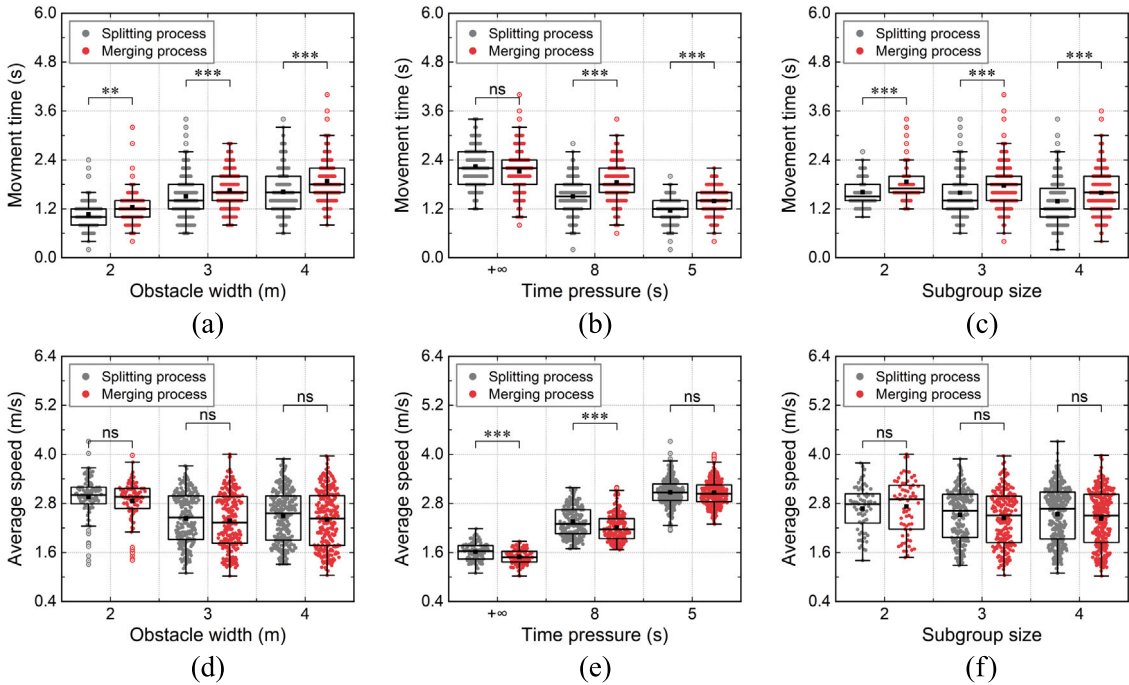 Splitting process
Merging process
Movment time (s)
6.0
4.8
3.6
2.4
1.2
0.0
**
***
***
2 3 4
Obstacle width (m)
(a)
Splitting process
Merging process
Movement time (s)
6.0
4.8
3.6
2.4
1.2
0.0
ns
***
***
+∞ 8 5
Time pressure (s)
(b)
Splitting process
Merging process
Movement time (s)
6.0
4.8
3.6
2.4
1.2
0.0
***
***
***
2 3 4
Subgroup size
(c)
Splitting process
Merging process
Average speed (m/s)
6.4
5.2
4.0
2.8
1.6
0.4
ns
ns
ns
2 3 4
Obstacle width (m)
(d)
Splitting process
Merging process
Average speed (m/s)
6.4
5.2
4.0
2.8
1.6
0.4
***
***
ns
+∞ 8 5
Time pressure (s)
(e)
Splitting process
Merging process
Average speed (m/s)
6.4
5.2
4.0
2.8
1.6
0.4
ns
ns
ns
2 3 4
Subgroup size
(f)